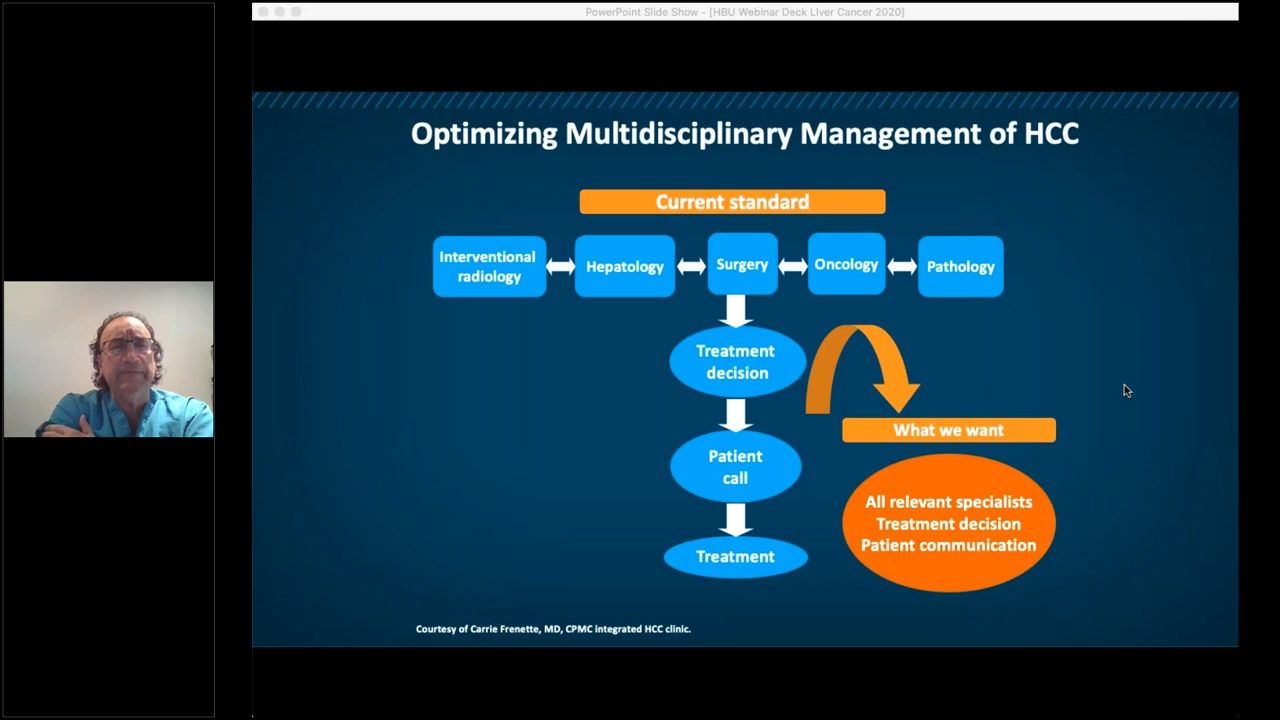 PowerPoint Slide Show - [HBU Webinar Deck LIver Cancer 2020]
Optimizing Multidisciplinary Management of HCC
Current standard
Interventional
radiology
Hepatology
Surgery
Oncology
Pathology
Treatment
decision
Patient
call
Treatment
What we want
All relevant specialists
Treatment decision
Patient communication
Courtesy of Carrie Frenette, MD, CPMC integrated HCC clinic.